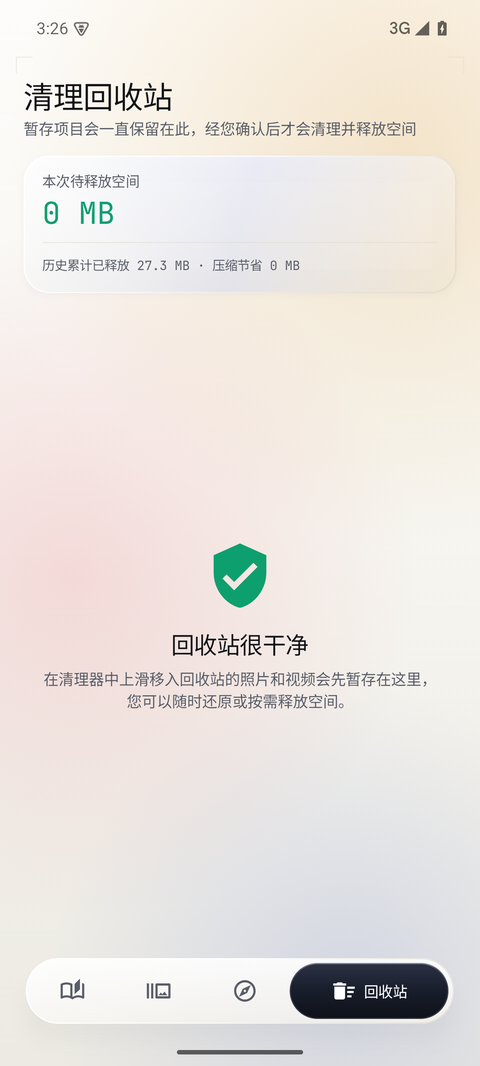 3:26
3G
清理回收站
暂存项目会一直保留在此，经您确认后才会清理并释放空间
本次待释放空间
0 MB
历史累计已释放 27.3 MB · 压缩节省 0 MB
回收站很干净
在清理器中上滑移入回收站的照片和视频会先暂存在这里，
您可以随时还原或按需释放空间。
回收站